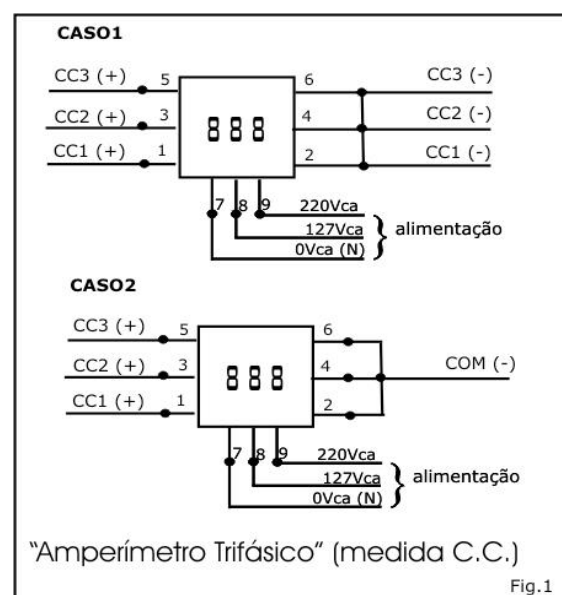 CASO1
CC3 (+) 5 6 CC3 (-)
CC2 (+) 3 4 CC2 (-)
CC1 (+) 1 2 CC1 (-)
888
7 8 9 220Vca
127Vca } alimentação
0Vca (N)
CASO2
CC3 (+) 5 6
CC2 (+) 3 4 COM (-)
CC1 (+) 1 2
888
7 8 9 220Vca
127Vca } alimentação
0Vca (N)
"Amperímetro Trifásico" (medida C.C.)
Fig.1